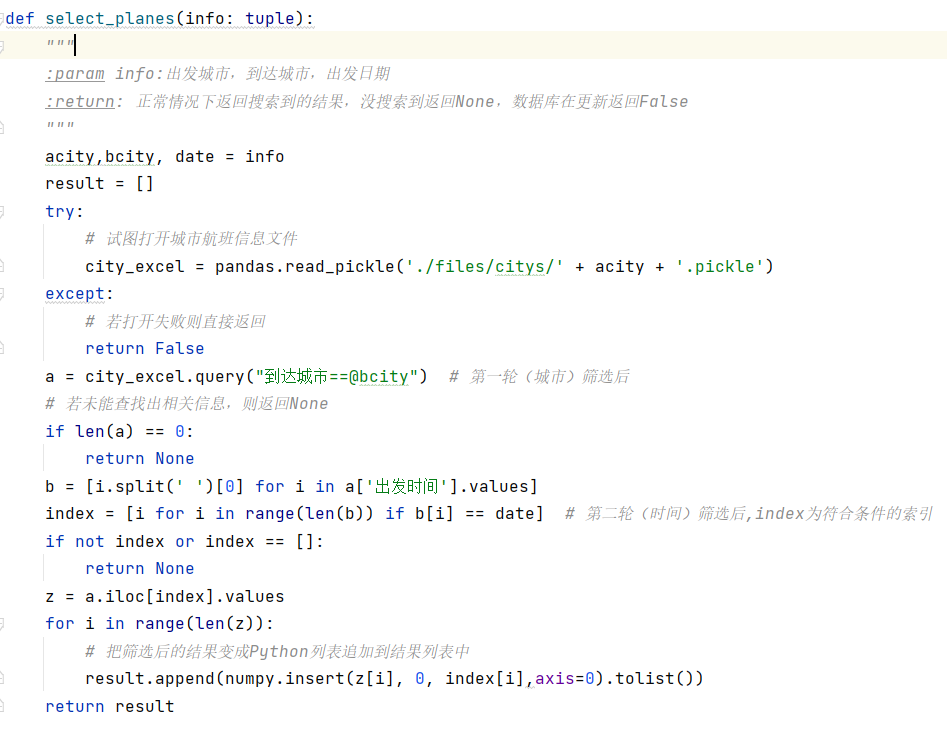 def select_planes(info: tuple):
    """
    :param info:出发城市，到达城市，出发日期
    :return: 正常情况下返回搜索到的结果，没搜索到返回None，数据库在更新返回False
    """
    acity,bcity, date = info
    result = []
    try:
        # 试图打开城市航班信息文件
        city_excel = pandas.read_pickle('./files/citys/' + acity + '.pickle')
    except:
        # 若打开失败则直接返回
        return False
    a = city_excel.query("到达城市==@bcity")  # 第一轮（城市）筛选后
    # 若未能查找出相关信息，则返回None
    if len(a) == 0:
        return None
    b = [i.split(' ')[0] for i in a['出发时间'].values]
    index = [i for i in range(len(b)) if b[i] == date]  # 第二轮（时间）筛选后,index为符合条件的索引
    if not index or index == []:
        return None
    z = a.iloc[index].values
    for i in range(len(z)):
        # 把筛选后的结果变成Python列表追加到结果列表中
        result.append(numpy.insert(z[i], 0, index[i],axis=0).tolist())
    return result